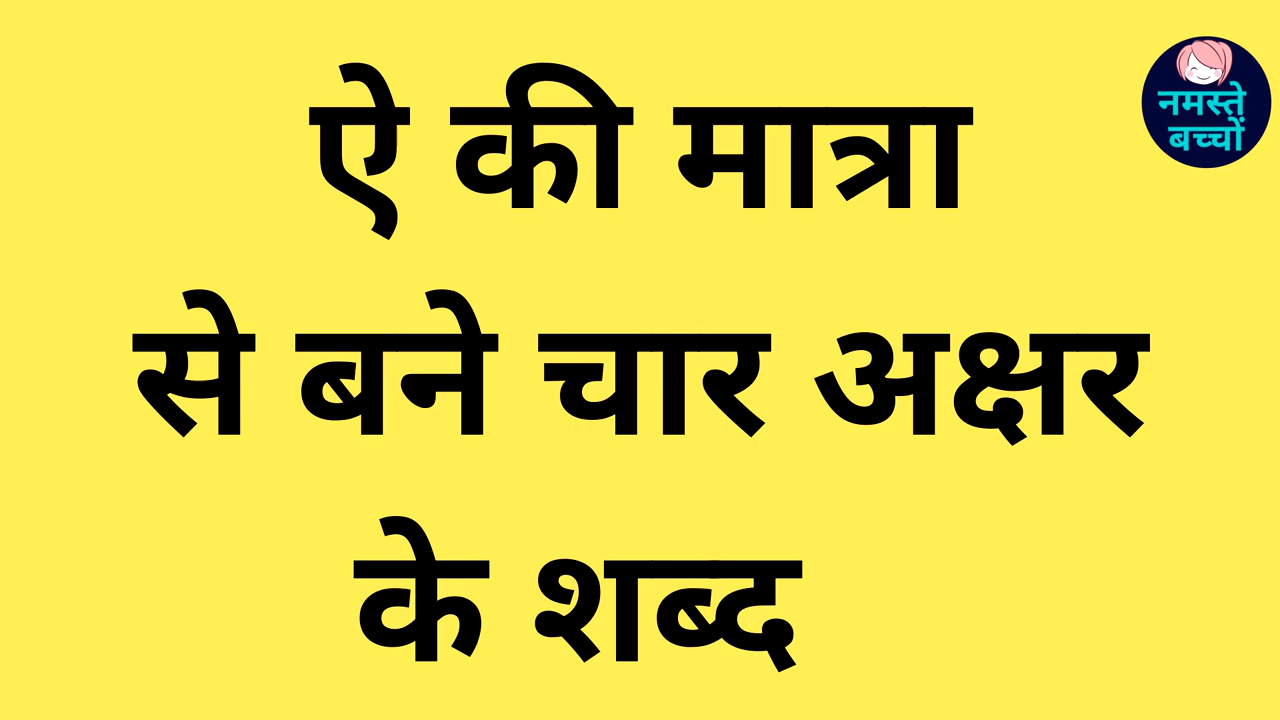 ऐ की मात्रा
से बने चार अक्षर
के शब्द
नमस्ते
बच्चों